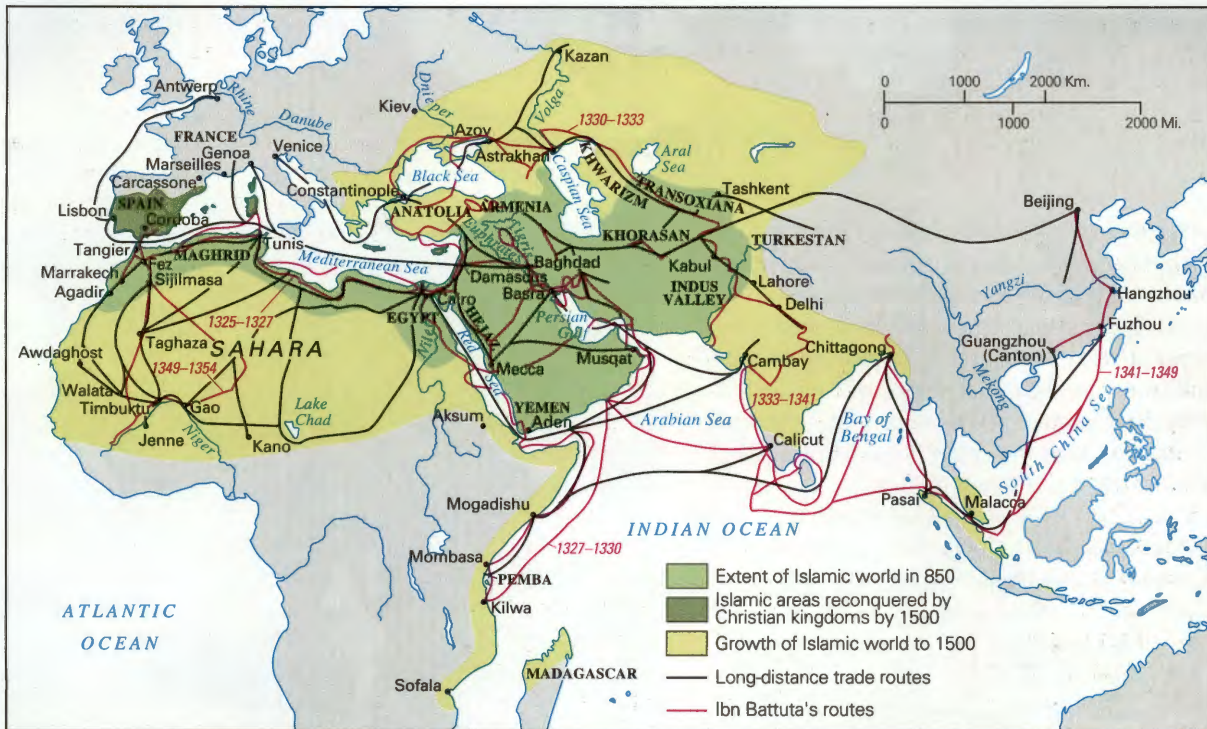 Kazan
0 1000 2000 Km.
0 1000 2000 Mi.
Antwerp
Rhine
Dnieper
Kiev
Volga
1330–1333
FRANCE
Danube
Azov
Genoa
Venice
Astrakhan
Aral
Sea
Marseilles
Carcassone
Black Sea
Caspian Sea
KHWARIZM
TRANSOXIANA
Tashkent
Constantinople
Lisbon
SPAIN
ANATOLIA
ARMENIA
Beijing
Cordoba
Tigris
Euphrates
KHORASAN
TURKESTAN
Tangier
Tunis
MAGHRID
Mediterranean Sea
Baghdad
Damascus
Kabul
Fez
Marrakech
Sijilmasa
Basra
INDUS
VALLEY
Lahore
Yangzi
Hangzhou
Agadir
Cairo
EGYPT
HEJAZ
Delhi
1325–1327
Nile
Persian
Gulf
Fuzhou
Taghaza
SAHARA
Red
Sea
Musqat
Guangzhou
(Canton)
Awdaghost
Mecca
Cambay
Chittagong
1349–1354
1341–1349
Walata
Mekong
Timbuktu
Gao
Lake
Chad
YEMEN
1333–1341
Aksum
Aden
Arabian Sea
Bay of
Bengal
Jenne
Niger
Kano
Calicut
South China Sea
Pasai
Malacca
Mogadishu
INDIAN OCEAN
1327–1330
Mombasa
PEMBA
Kilwa
ATLANTIC
OCEAN
Sofala
MADAGASCAR
Extent of Islamic world in 850
Islamic areas reconquered by
Christian kingdoms by 1500
Growth of Islamic world to 1500
Long-distance trade routes
Ibn Battuta's routes